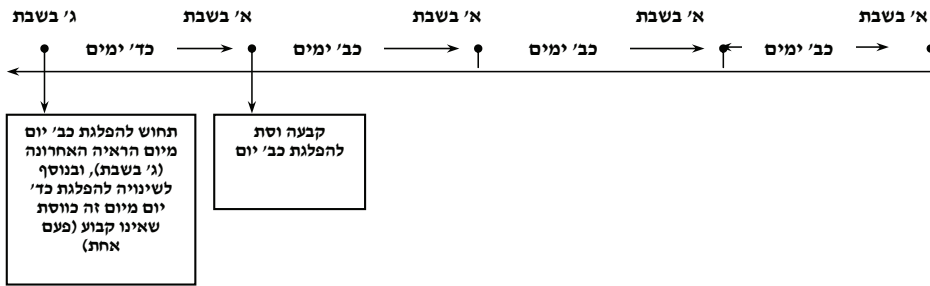 א׳ בשבת א׳ בשבת א׳ בשבת א׳ בשבת ג׳ בשבת
כב׳ ימים כב׳ ימים כב׳ ימים כד׳ ימים
קבעה וסת
להפלגת כב׳ יום
תחוש להפלגת כב׳ יום
מיום הראיה האחרונה
(ג׳ בשבת), ובנוסף
לשינויה להפלגת כד׳
יום מיום זה כווסת
שאינו קבוע (פעם
אחת)